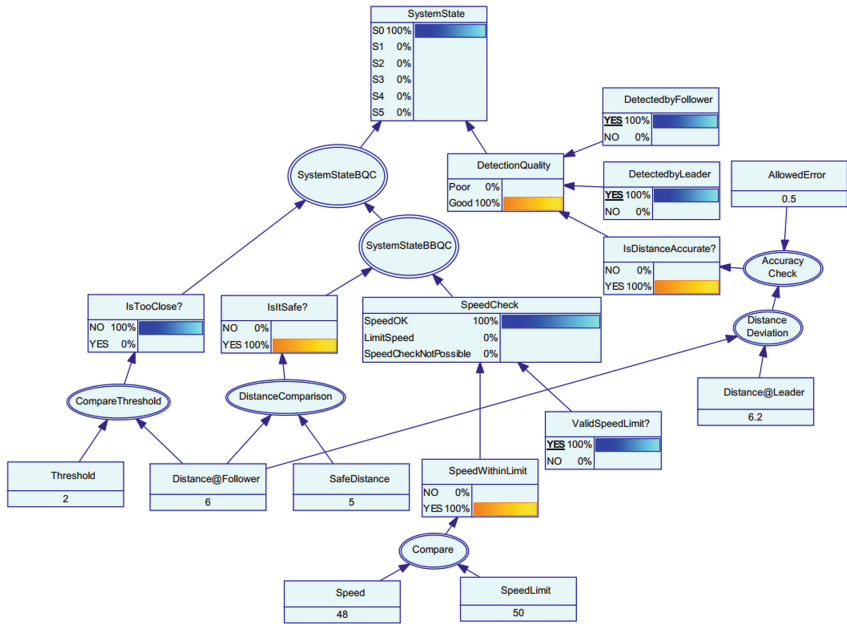 SystemState
S0 100%
S1 0%
S2 0%
S3 0%
S4 0%
S5 0%
DetectedbyFollower
YES 100%
NO 0%
SystemStateBQC
DetectionQuality
Poor 0%
Good 100%
DetectedbyLeader
YES 100%
NO 0%
AllowedError
0.5
SystemStateBBQC
IsDistanceAccurate?
NO 0%
YES 100%
Accuracy
Check
IsTooClose?
NO 100%
YES 0%
IsItSafe?
NO 0%
YES 100%
SpeedCheck
SpeedOK 100%
LimitSpeed 0%
SpeedCheckNotPossible 0%
Distance
Deviation
CompareThreshold
DistanceComparison
Distance@Leader
6.2
ValidSpeedLimit?
YES 100%
NO 0%
Threshold
2
Distance@Follower
6
SafeDistance
5
SpeedWithinLimit
NO 0%
YES 100%
Compare
Speed
48
SpeedLimit
50